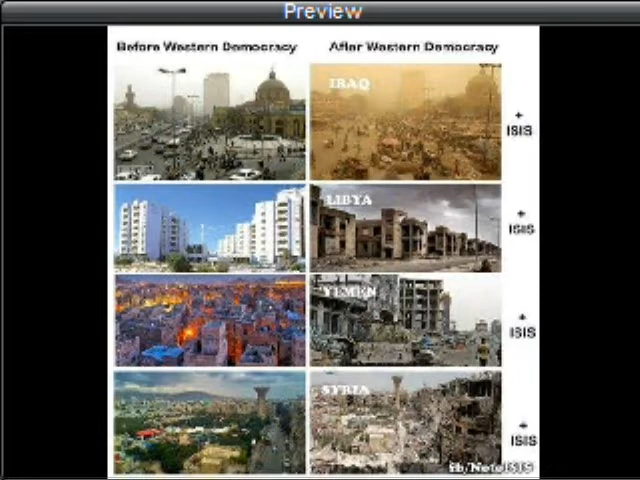 Preview
Before Western Democracy
After Western Democracy
IRAQ
+
ISIS
LIBYA
+
ISIS
YEMEN
+
ISIS
SYRIA
+
ISIS